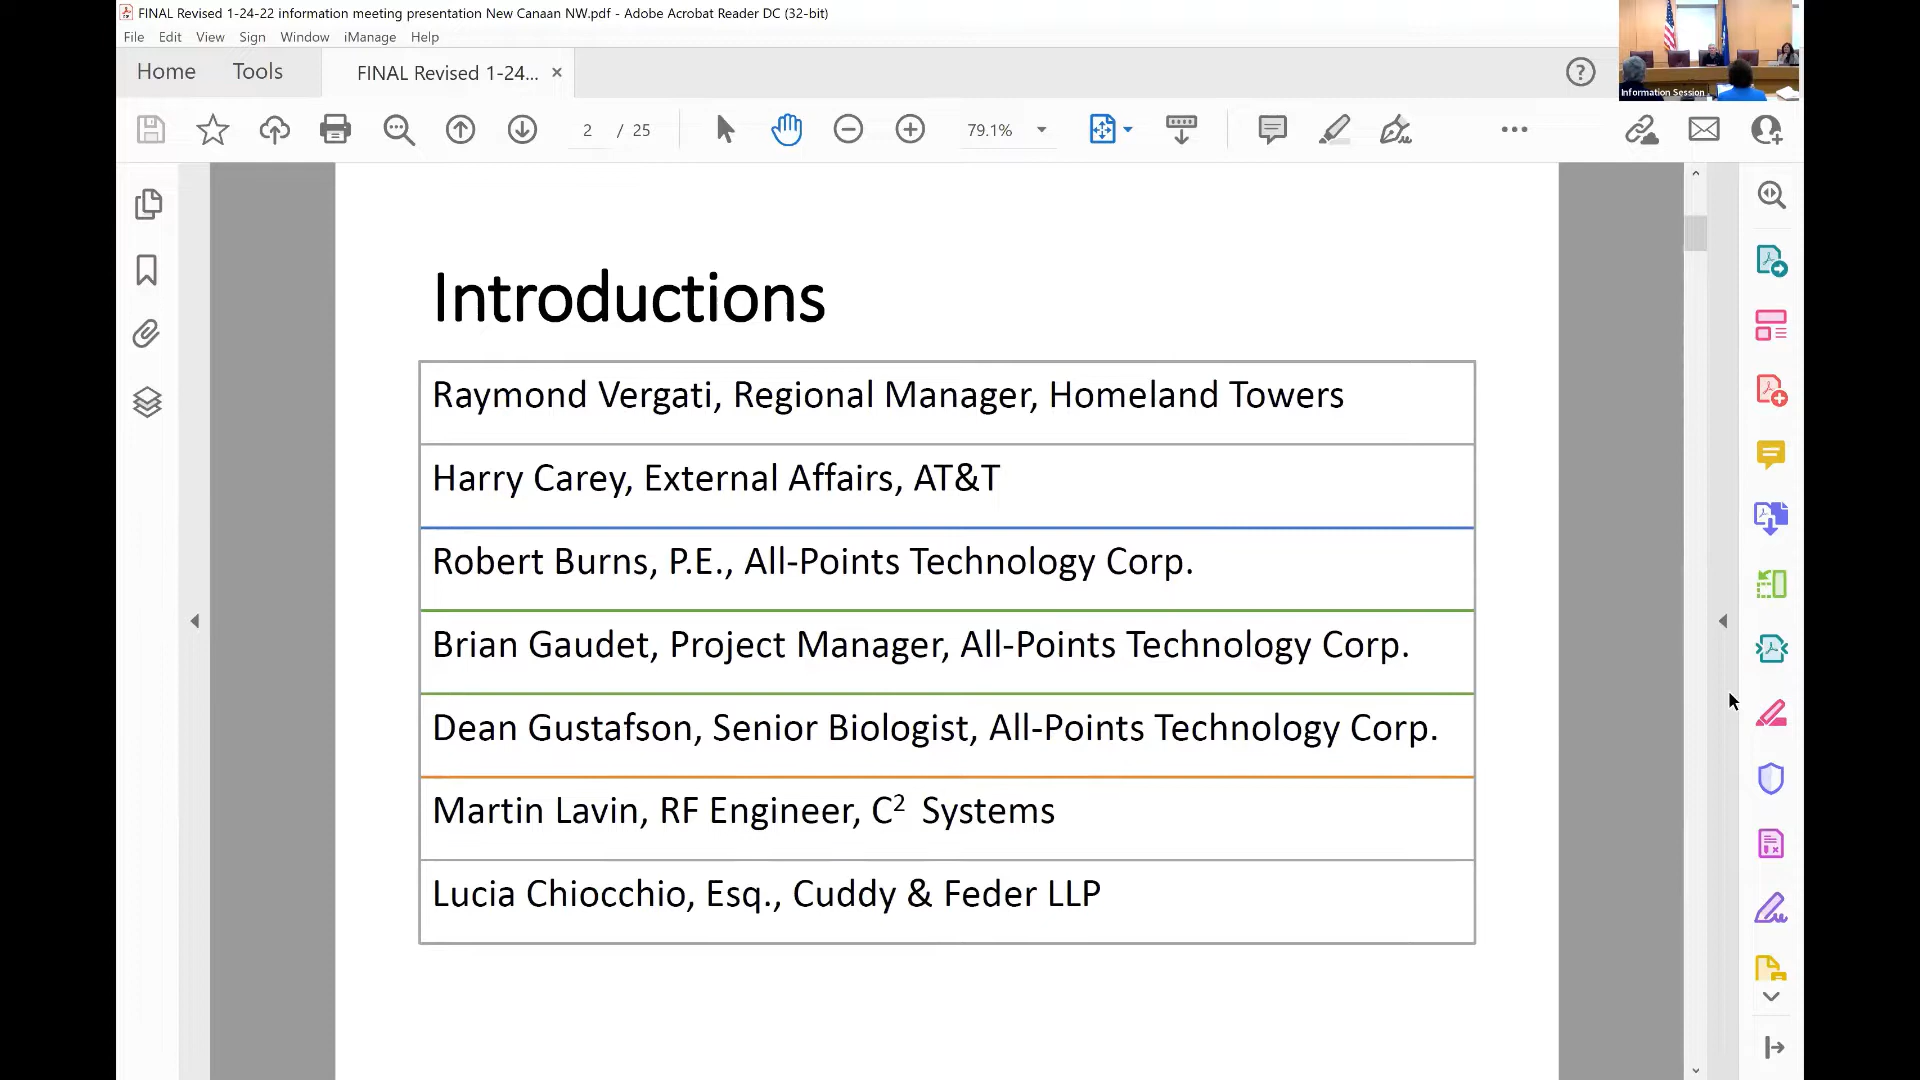 FINAL Revised 1-24-22 information meeting presentation New Canaan NW.pdf - Adobe Acrobat Reader DC (32-bit)
File Edit View Sign Window iManage Help
Home Tools FINAL Revised 1-24... ×
2 / 25 79.1%
Information Session
Introductions
Raymond Vergati, Regional Manager, Homeland Towers
Harry Carey, External Affairs, AT&T
Robert Burns, P.E., All-Points Technology Corp.
Brian Gaudet, Project Manager, All-Points Technology Corp.
Dean Gustafson, Senior Biologist, All-Points Technology Corp.
Martin Lavin, RF Engineer, C² Systems
Lucia Chiocchio, Esq., Cuddy & Feder LLP